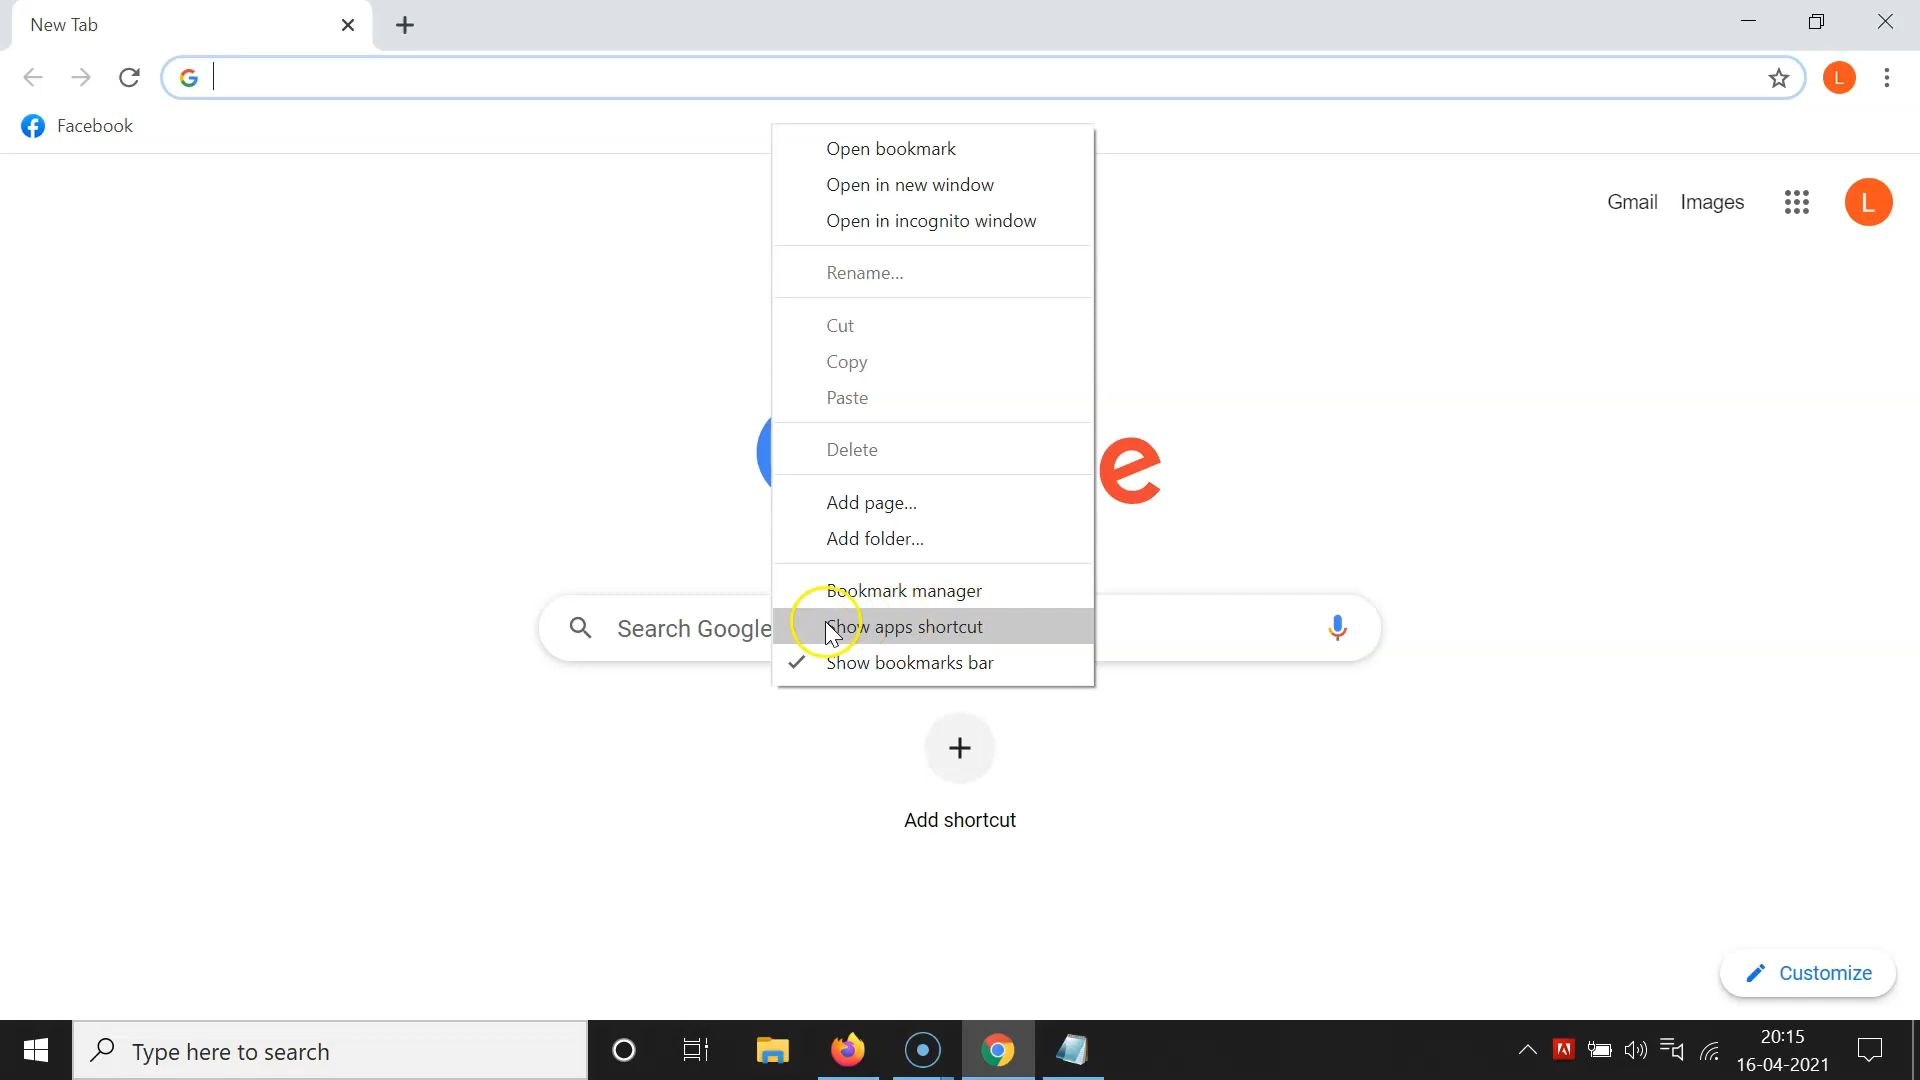 New Tab
Facebook
Open bookmark
Open in new window
Open in incognito window
Rename...
Cut
Copy
Paste
Delete
Add page...
Add folder...
Bookmark manager
Show apps shortcut
Show bookmarks bar
Gmail Images
L
L
e
Search Google
Add shortcut
Customize
Type here to search
20:15
16-04-2021